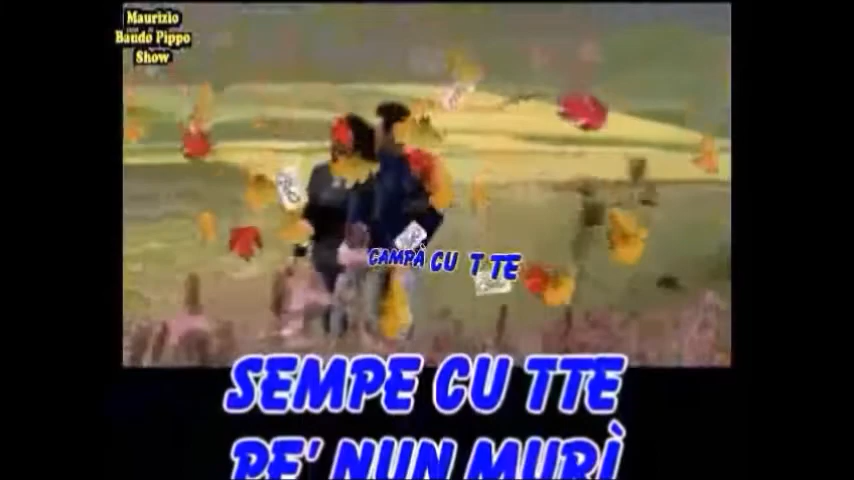 Maurizio
Baudo Pippo
Show
CAMPÀ CU T TE
SEMPE CU TTE
PE' NUN MURÌ